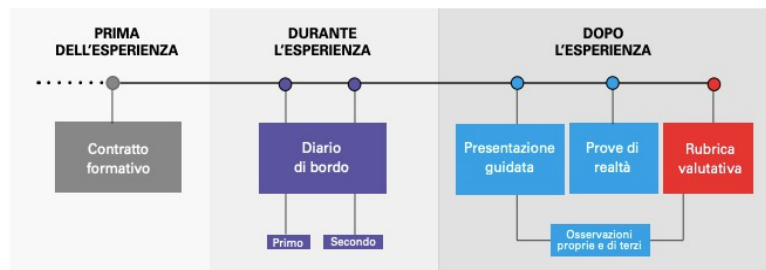 PRIMA
DELL'ESPERIENZA
DURANTE
L'ESPERIENZA
DOPO
L'ESPERIENZA
Contratto
formativo
Diario
di bordo
Presentazione
guidata
Prove di
realtà
Rubrica
valutativa
Primo
Secondo
Osservazioni
proprie e di terzi